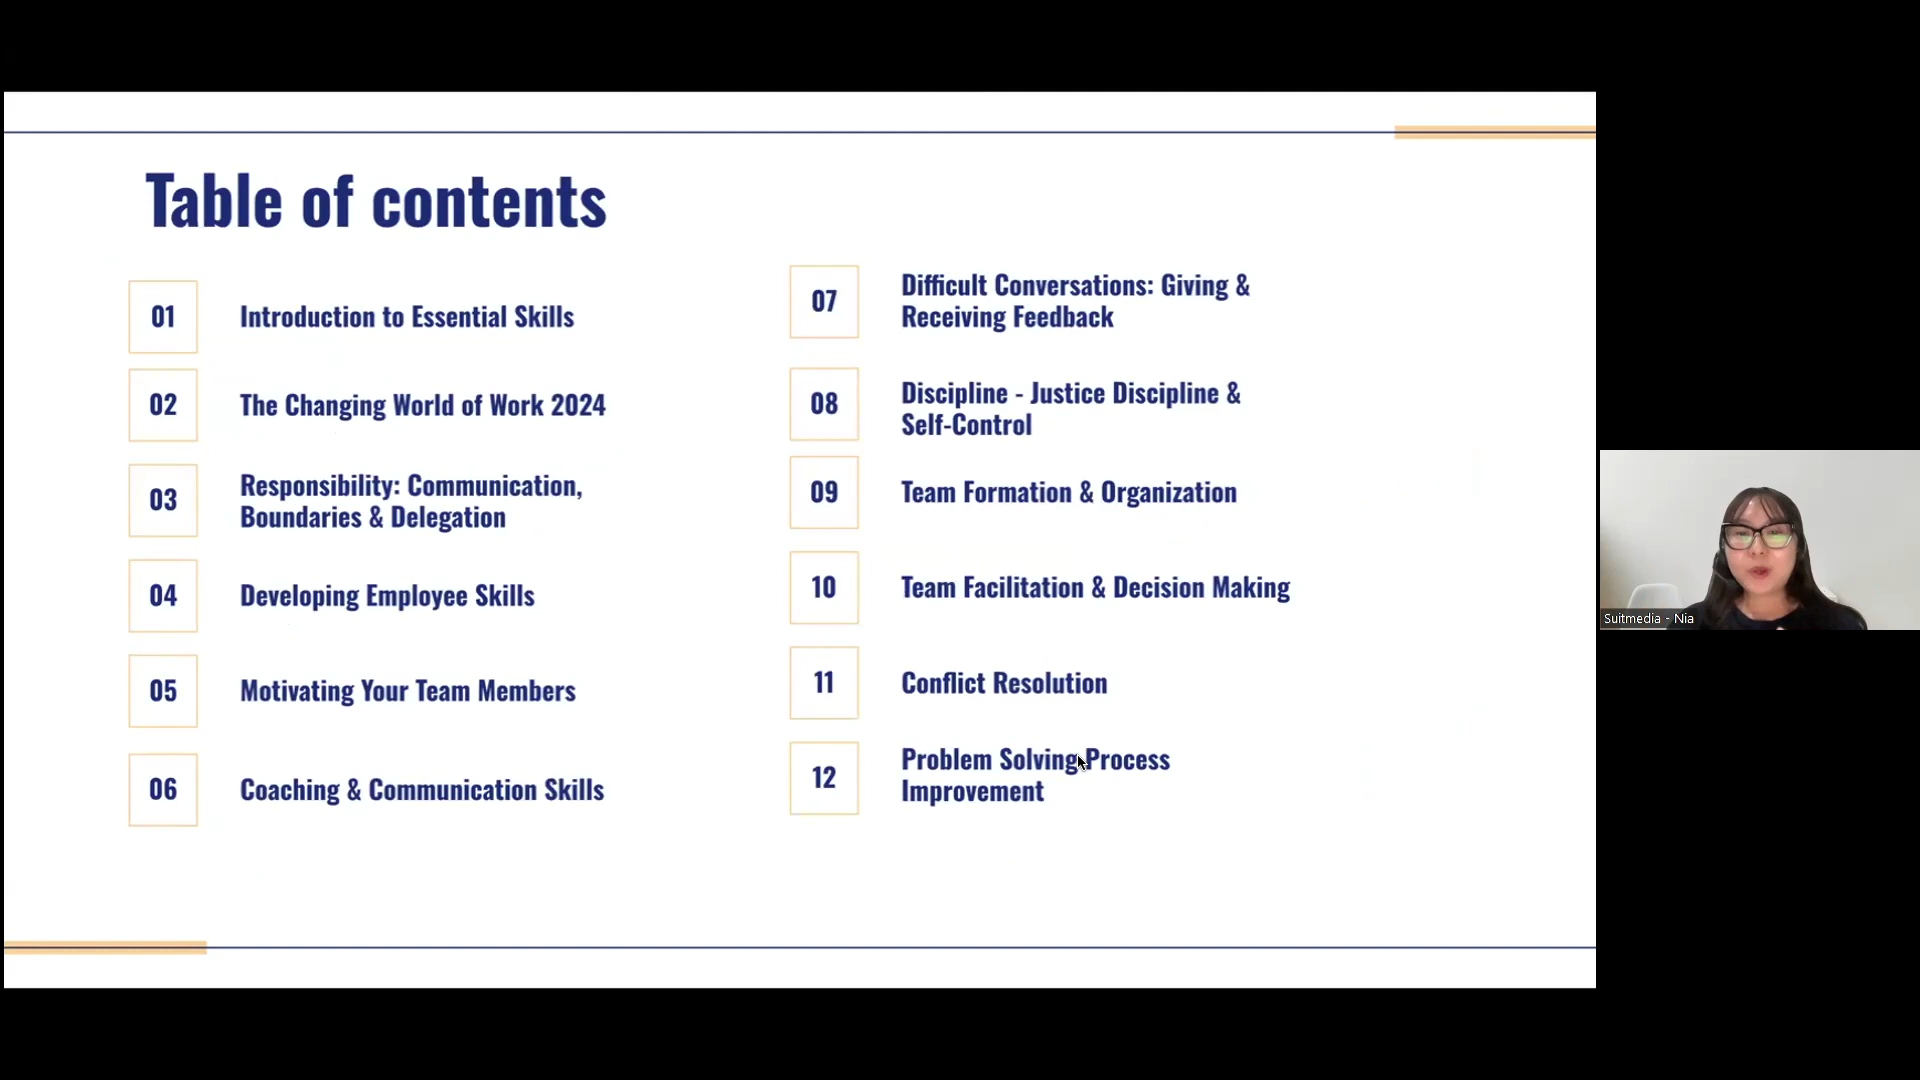 Table of contents
01
Introduction to Essential Skills
02
The Changing World of Work 2024
03
Responsibility: Communication,
Boundaries & Delegation
04
Developing Employee Skills
05
Motivating Your Team Members
06
Coaching & Communication Skills
07
Difficult Conversations: Giving &
Receiving Feedback
08
Discipline - Justice Discipline &
Self-Control
09
Team Formation & Organization
10
Team Facilitation & Decision Making
11
Conflict Resolution
12
Problem Solving Process
Improvement
Suitmedia - Nia